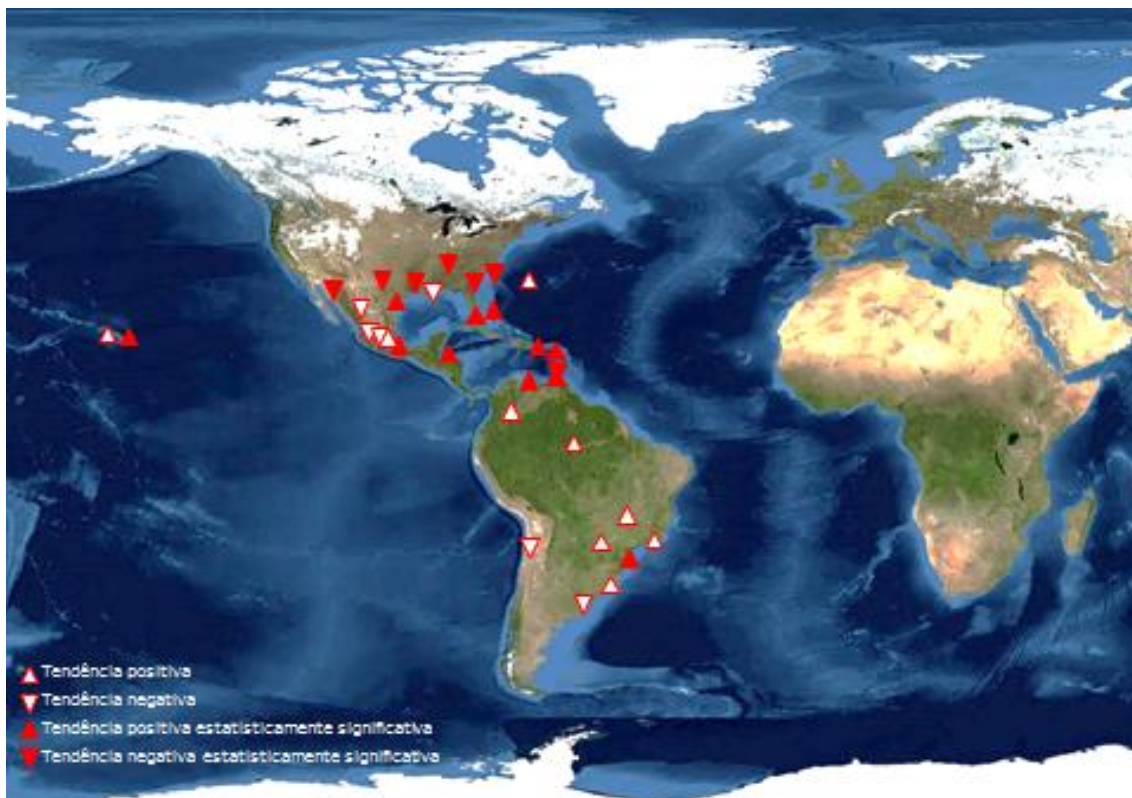 Tendência positiva
Tendência negativa
Tendência positiva estatisticamente significativa
Tendência negativa estatisticamente significativa